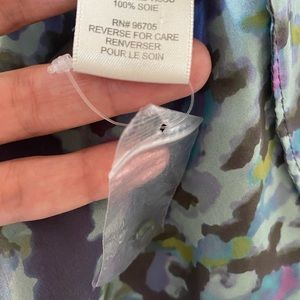 100% SOIE
RN# 96705
REVERSE FOR CARE
RENVERSER
POUR LE SOIN